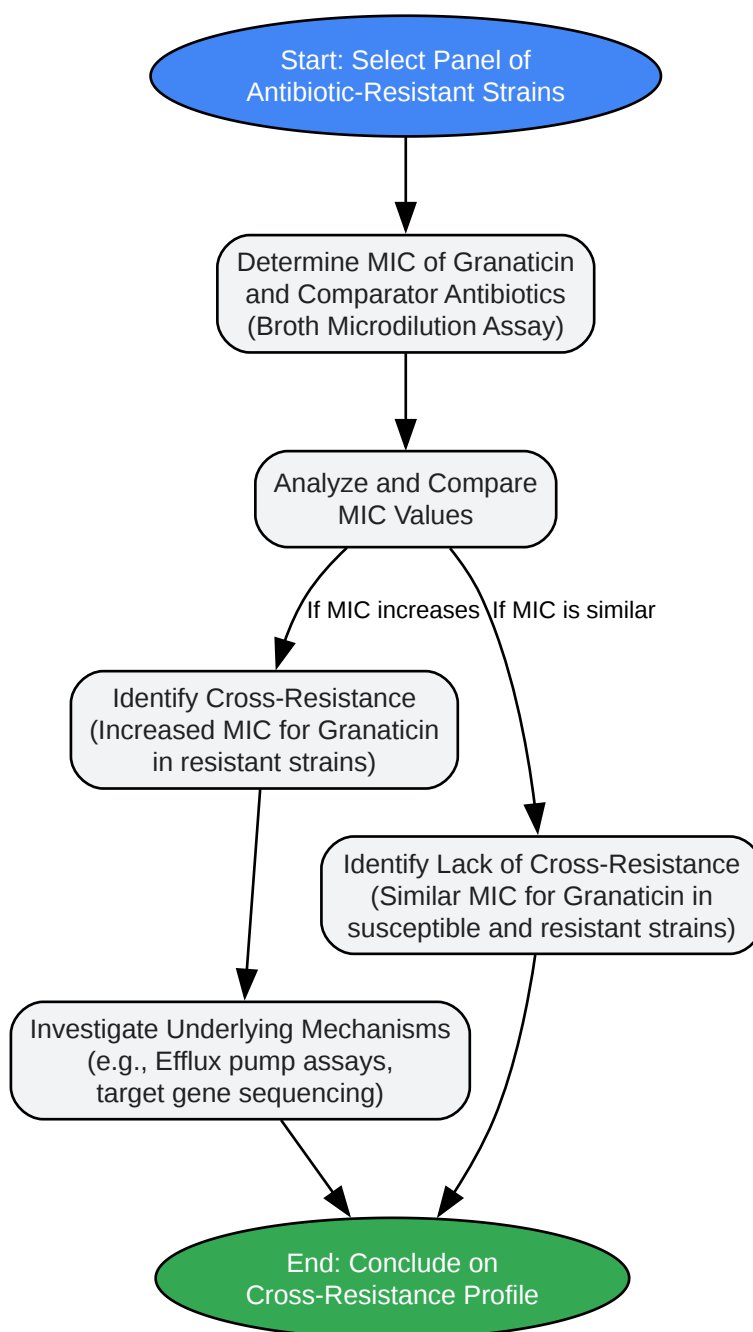 Start: Select Panel of
Antibiotic-Resistant Strains
Determine MIC of Granaticin
and Comparator Antibiotics
(Broth Microdilution Assay)
Analyze and Compare
MIC Values
If MIC increases
If MIC is similar
Identify Cross-Resistance
(Increased MIC for Granaticin
in resistant strains)
Identify Lack of Cross-Resistance
(Similar MIC for Granaticin in
susceptible and resistant strains)
Investigate Underlying Mechanisms
(e.g., Efflux pump assays,
target gene sequencing)
End: Conclude on
Cross-Resistance Profile